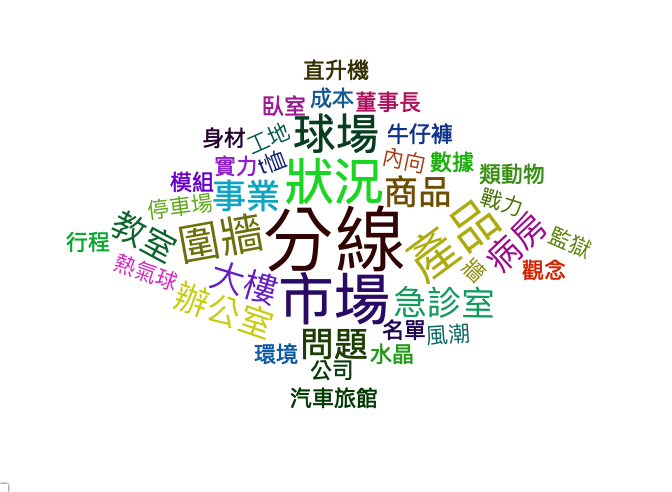 直升機
臥室
成本
董事長
身材
工地
球場
牛仔褲
實力
t恤
內向
數據
類動物
模組
事業
狀況
商品
戰力
停車場
行程
教室
圍牆
分線
產品
病房
監獄
熱氣球
大樓
牆
觀念
辦公室
市場
急診室
名單
風潮
環境
問題
水晶
公司
汽車旅館